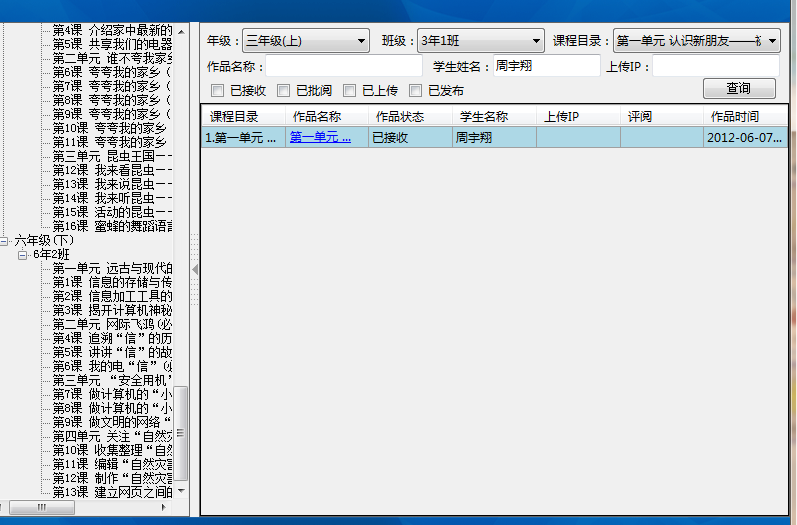 第4课 介绍家中最新的
第5课 共享我们的电器
第二单元 谁不夸我家乡
第6课 夸夸我的家乡（
第7课 夸夸我的家乡（
第8课 夸夸我的家乡（
第9课 夸夸我的家乡（
第10课 夸夸我的家乡
第11课 夸夸我的家乡
第三单元 昆虫王国--
第12课 我来看昆虫--
第13课 我来说昆虫--
第14课 我来听昆虫--
第15课 活动的昆虫--
第16课 蜜蜂的舞蹈语言
六年级(下)
6年2班
第一单元 远古与现代的
第1课 信息的存储与传
第2课 信息加工工具的
第3课 揭开计算机神秘
第二单元 网际飞鸿(必
第4课 追溯“信”的历
第5课 讲讲“信”的故
第6课 我的电“信”(必
第三单元 “安全用机”
第7课 做计算机的“小
第8课 做计算机的“小
第9课 做文明的网络“
第四单元 关注“自然灾
第10课 收集整理“自然
第11课 编辑“自然灾害
第12课 制作“自然灾害
第13课 建立网页之间的
年级： 三年级(上) 班级： 3年1班 课程目录： 第一单元 认识新朋友——
作品名称： 学生姓名： 周宇翔 上传IP：
已接收 已批阅 已上传 已发布 查询
课程目录 作品名称 作品状态 学生名称 上传IP 评阅 作品时间
1.第一单元 ... 第一单元 ... 已接收 周宇翔 2012-06-07...